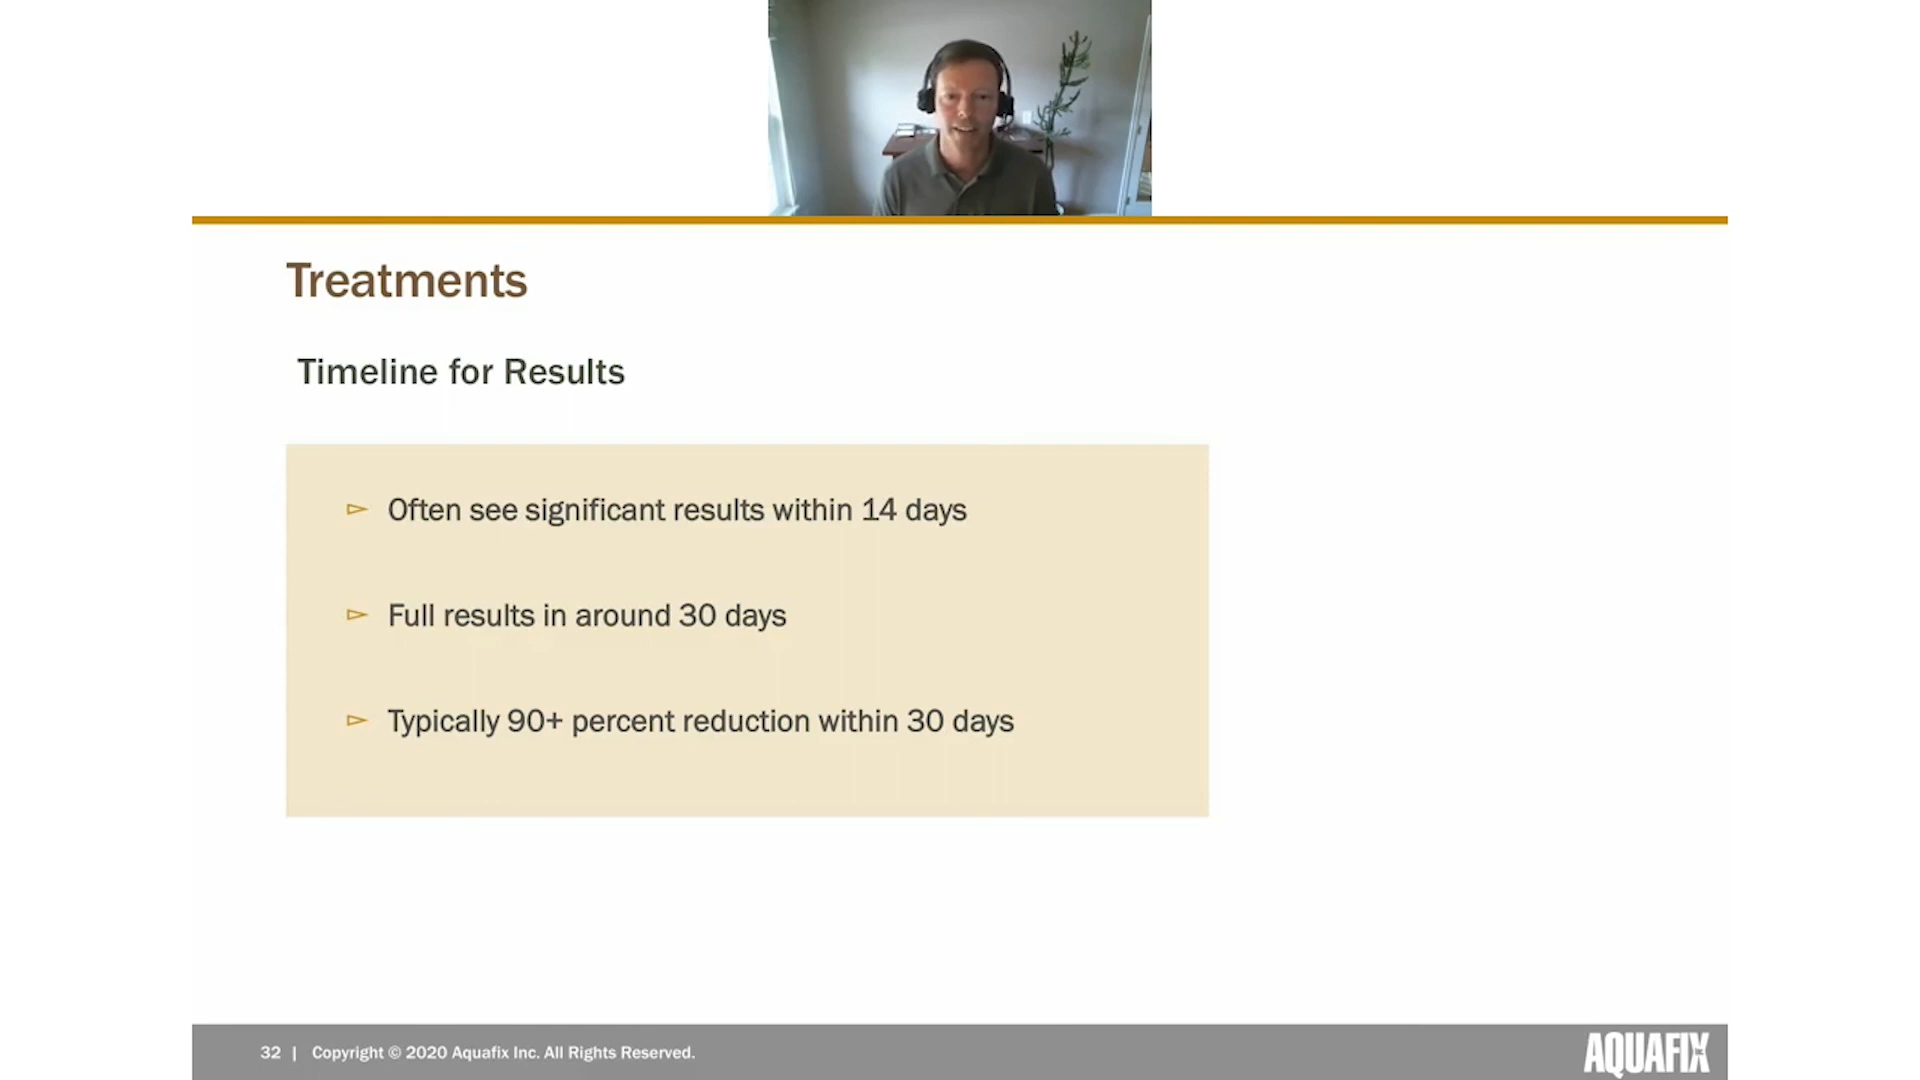 Treatments
Timeline for Results
▻ Often see significant results within 14 days
▻ Full results in around 30 days
▻ Typically 90+ percent reduction within 30 days
32 | Copyright © 2020 Aquafix Inc. All Rights Reserved.
AQUAFIX